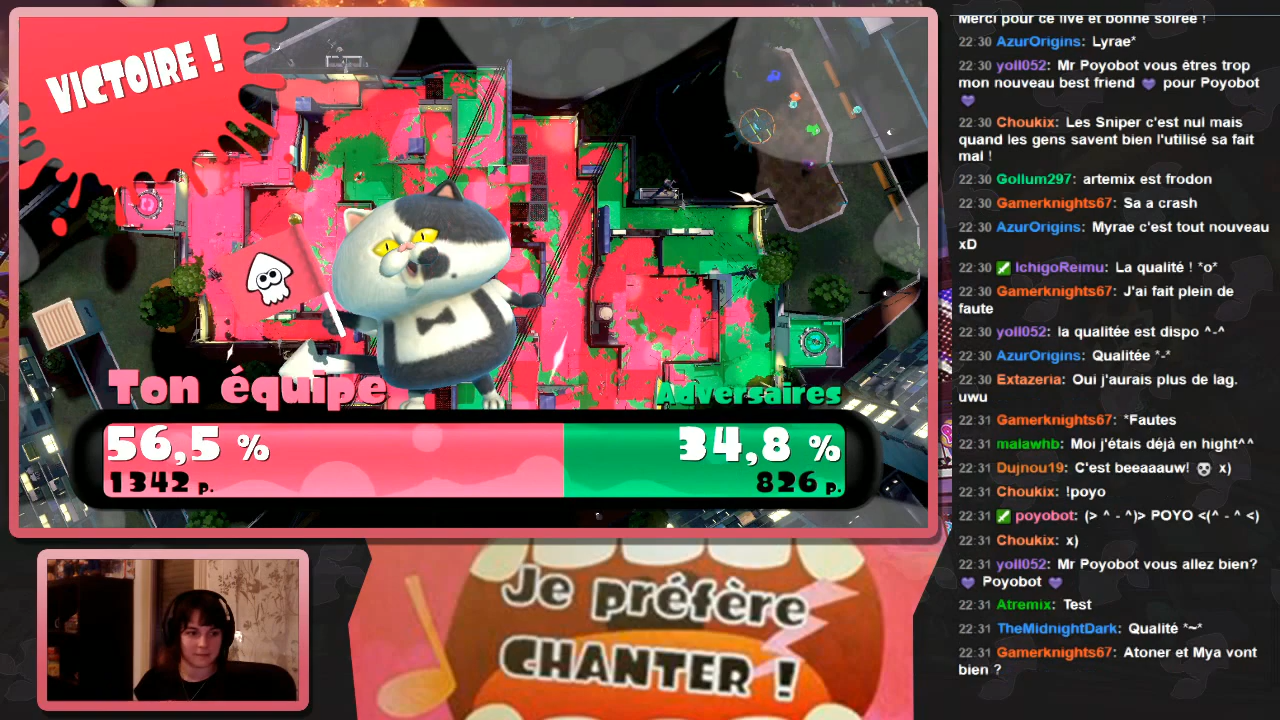 VICTOIRE !
Ton équipe
Adversaires
56,5 %
34,8 %
1342 p.
826 p.
Je préfère
CHANTER !
Merci pour ce live et bonne soirée !
22:30 AzurOrigins: Lyrae*
22:30 yoll052: Mr Poyobot vous êtres trop
mon nouveau best friend 💜 pour Poyobot
💜
22:30 Choukix: Les Sniper c'est nul mais
quand les gens savent bien l'utilisé sa fait
mal !
22:30 Gollum297: artemix est frodon
22:30 Gamerknights67: Sa a crash
22:30 AzurOrigins: Myrae c'est tout nouveau
xD
22:30 IchigoReimu: La qualité ! *o*
22:30 Gamerknights67: J'ai fait plein de
faute
22:30 yoll052: la qualitée est dispo ^-^
22:30 AzurOrigins: Qualitée *-*
22:30 Extazeria: Oui j'aurais plus de lag.
uwu
22:31 Gamerknights67: *Fautes
22:31 malawhb: Moi j'étais déjà en hight^^
22:31 Dujnou19: C'est beeaaauw! 💀 x)
22:31 Choukix: !poyo
22:31 poyobot: (> ^ - ^)> POYO <(^ - ^ <)
22:31 Choukix: x)
22:31 yoll052: Mr Poyobot vous allez bien?
💜 Poyobot 💜
22:31 Atremix: Test
22:31 TheMidnightDark: Qualité *~*
22:31 Gamerknights67: Atoner et Mya vont
bien ?